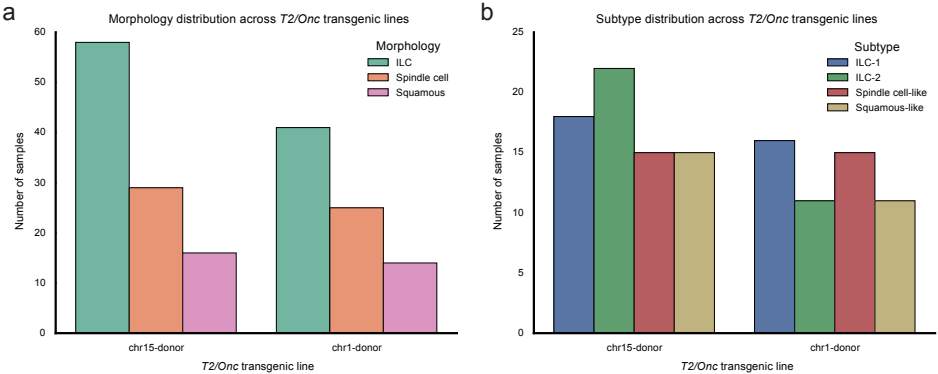 a
Morphology distribution across T2/Onc transgenic lines
60
50
40
30
20
10
0
Number of samples
Morphology
ILC
Spindle cell
Squamous
chr15-donor
chr1-donor
T2/Onc transgenic line
b
Subtype distribution across T2/Onc transgenic lines
25
20
15
10
5
0
Number of samples
Subtype
ILC-1
ILC-2
Spindle cell-like
Squamous-like
chr15-donor
chr1-donor
T2/Onc transgenic line